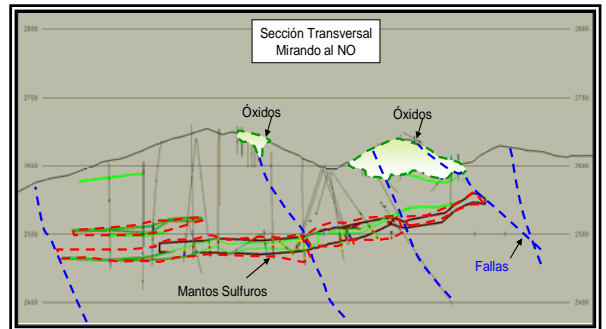 Sección Transversal
Mirando al NO
2800 2800
2700 2700
Óxidos Óxidos
2600 2600
2500 2500
Fallas
Mantos Sulfuros
2400 2400